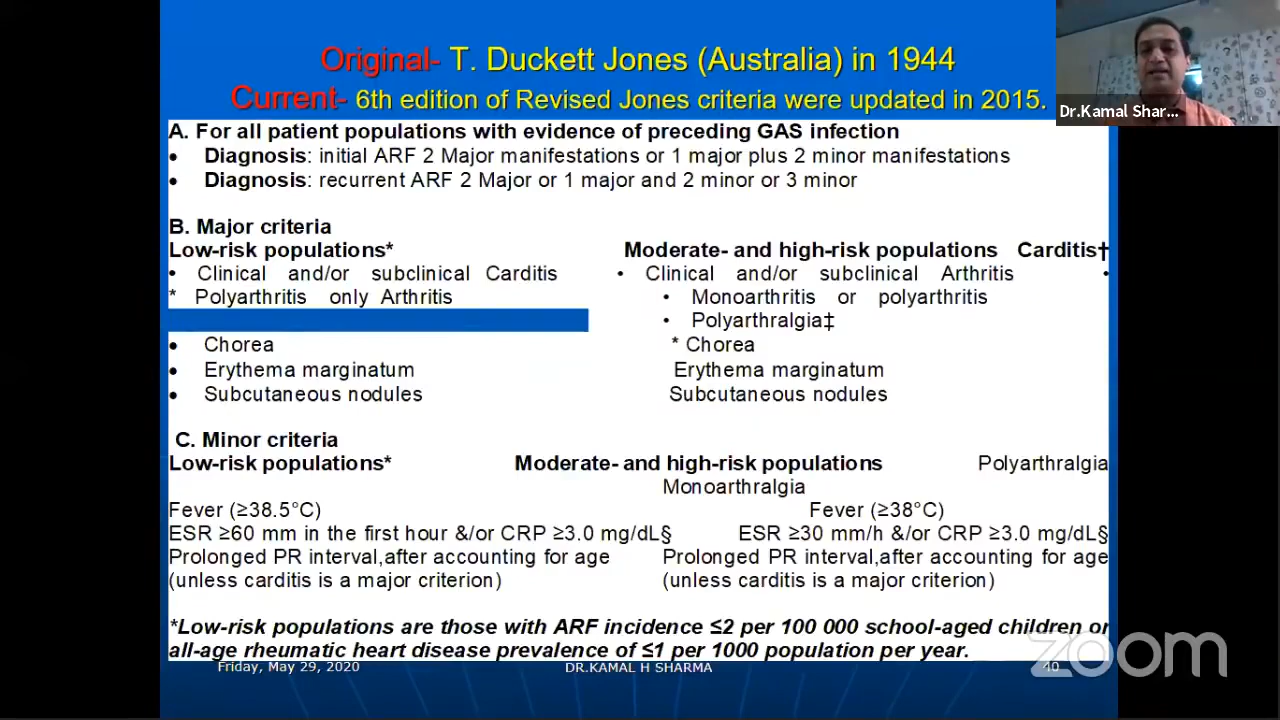 Original- T. Duckett Jones (Australia) in 1944
Current- 6th edition of Revised Jones criteria were updated in 2015.
Dr.Kamal Shar...
A. For all patient populations with evidence of preceding GAS infection
• Diagnosis: initial ARF 2 Major manifestations or 1 major plus 2 minor manifestations
• Diagnosis: recurrent ARF 2 Major or 1 major and 2 minor or 3 minor
B. Major criteria
Low-risk populations* Moderate- and high-risk populations Carditis†
• Clinical and/or subclinical Carditis • Clinical and/or subclinical Arthritis •
* Polyarthritis only Arthritis • Monoarthritis or polyarthritis
• Polyarthralgia‡
• Chorea * Chorea
• Erythema marginatum Erythema marginatum
• Subcutaneous nodules Subcutaneous nodules
C. Minor criteria
Low-risk populations* Moderate- and high-risk populations Polyarthralgia
Monoarthralgia
Fever (≥38.5°C) Fever (≥38°C)
ESR ≥60 mm in the first hour &/or CRP ≥3.0 mg/dL§ ESR ≥30 mm/h &/or CRP ≥3.0 mg/dL§
Prolonged PR interval,after accounting for age Prolonged PR interval,after accounting for age
(unless carditis is a major criterion) (unless carditis is a major criterion)
*Low-risk populations are those with ARF incidence ≤2 per 100 000 school-aged children or
all-age rheumatic heart disease prevalence of ≤1 per 1000 population per year.
Friday, May 29, 2020 DR.KAMAL H SHARMA 40
zoom